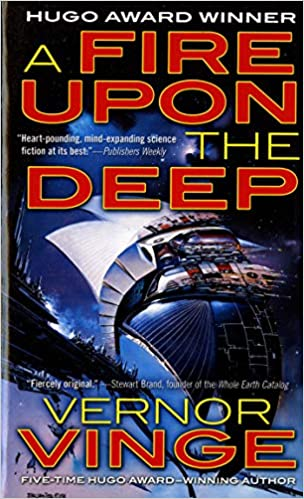 HUGO AWARD WINNER
A FIRE
UPON
THE
DEEP
"Heart-pounding, mind-expanding science
fiction at its best."—Publishers Weekly
"Fiercely original." —Stewart Brand, founder of the Whole Earth Catalog
VERNOR
VINGE
FIVE-TIME HUGO AWARD–WINNING AUTHOR